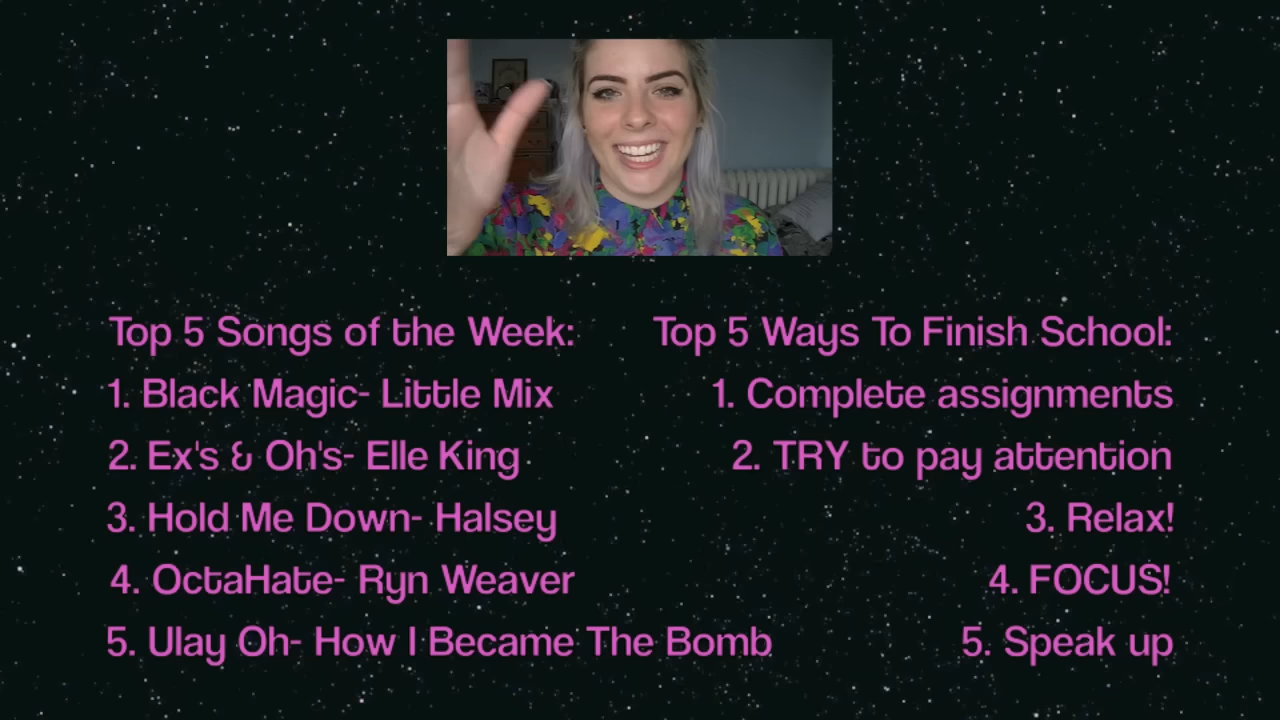 Top 5 Songs of the Week:
1. Black Magic- Little Mix
2. Ex's & Oh's- Elle King
3. Hold Me Down- Halsey
4. OctaHate- Ryn Weaver
5. Ulay Oh- How I Became The Bomb
Top 5 Ways To Finish School:
1. Complete assignments
2. TRY to pay attention
3. Relax!
4. FOCUS!
5. Speak up